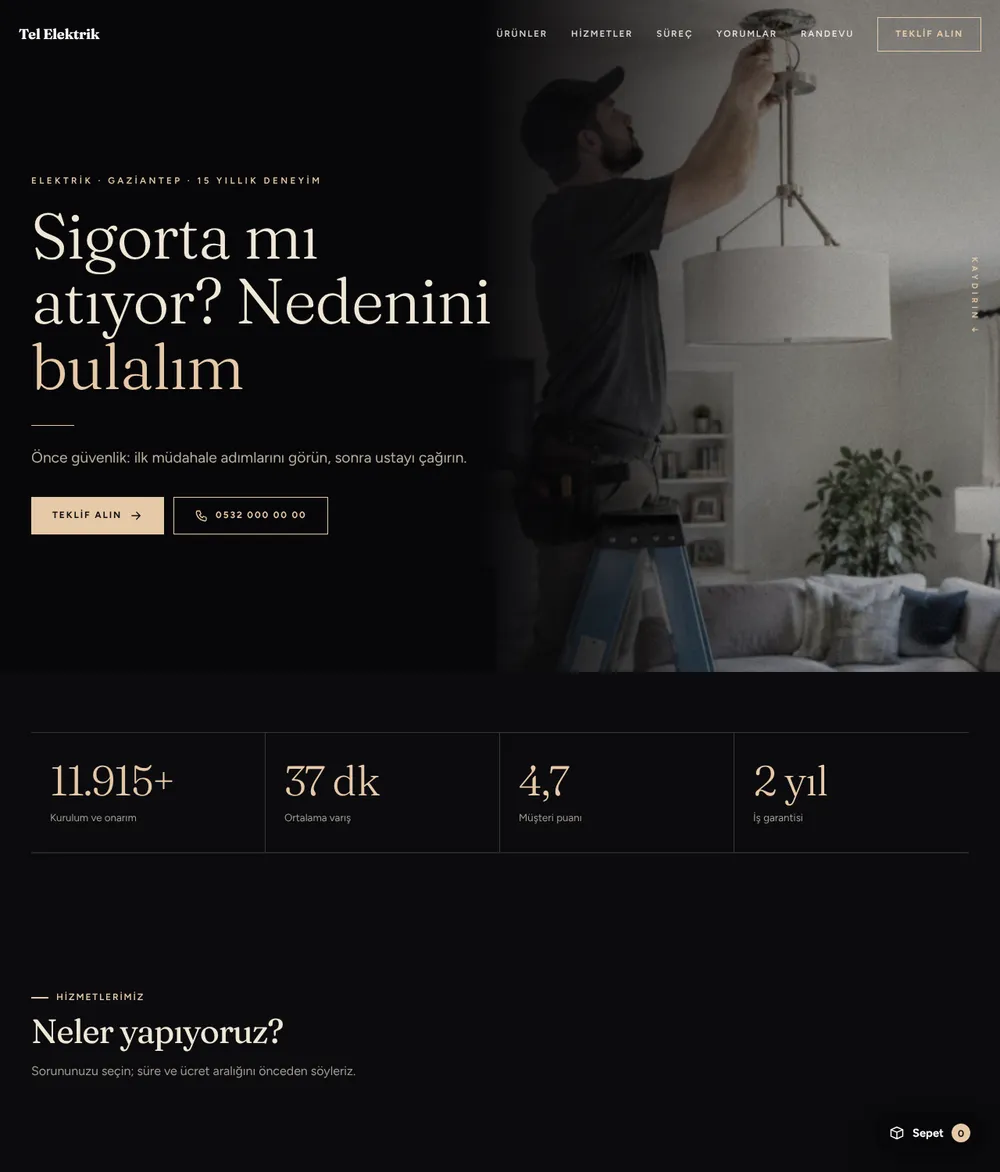 Tel Elektrik
ÜRÜNLER HİZMETLER SÜREÇ YORUMLAR RANDEVU TEKLİF ALIN
ELEKTRİK · GAZİANTEP · 15 YILLIK DENEYİM
Sigorta mı
atıyor? Nedenini
bulalım
Önce güvenlik: ilk müdahale adımlarını görün, sonra ustayı çağırın.
TEKLİF ALIN → 0532 000 00 00
KAYDIRIN ↓
11.915+ 37 dk 4,7 2 yıl
Kurulum ve onarım Ortalama varış Müşteri puanı İş garantisi
HİZMETLERİMİZ
Neler yapıyoruz?
Sorununuzu seçin; süre ve ücret aralığını önceden söyleriz.
Sepet 0